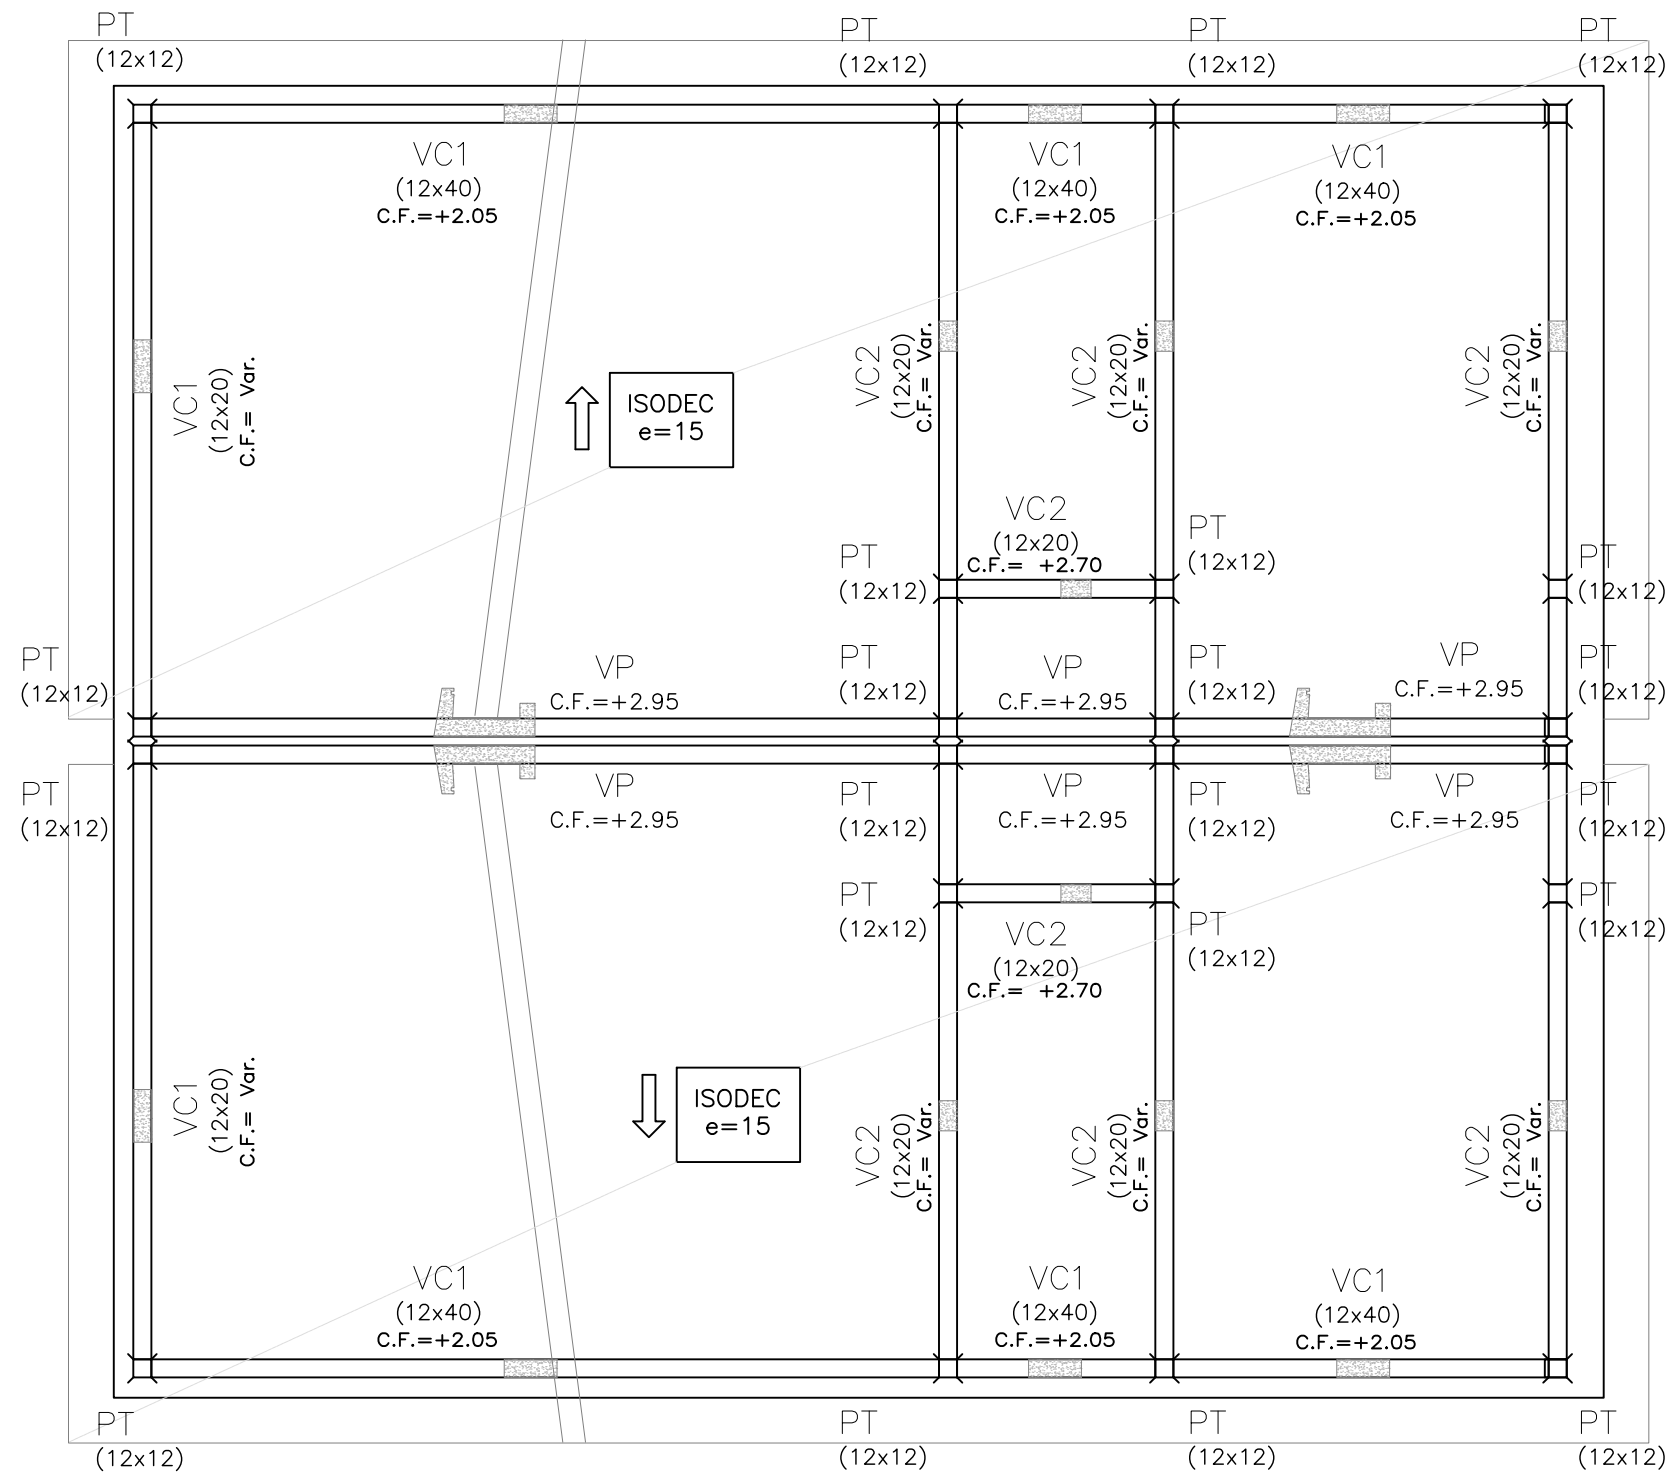 PT
(12x12)
PT
(12x12)
PT
(12x12)
PT
(12x12)
VC1
(12x40)
C.F.=+2.05
VC1
(12x40)
C.F.=+2.05
VC1
(12x40)
C.F.=+2.05
VC1
(12x20)
C.F.= Var.
ISODEC
e=15
VC2
(12x20)
C.F.= Var.
VC2
(12x20)
C.F.= Var.
VC2
(12x20)
C.F.= Var.
VC2
(12x20)
C.F.= +2.70
PT
(12x12)
PT
(12x12)
PT
(12x12)
PT
(12x12)
VP
C.F.=+2.95
PT
(12x12)
VP
C.F.=+2.95
PT
(12x12)
VP
C.F.=+2.95
PT
(12x12)
PT
(12x12)
VP
C.F.=+2.95
PT
(12x12)
VP
C.F.=+2.95
PT
(12x12)
VP
C.F.=+2.95
PT
(12x12)
PT
(12x12)
VC2
(12x20)
C.F.= +2.70
PT
(12x12)
PT
(12x12)
VC1
(12x20)
C.F.= Var.
ISODEC
e=15
VC2
(12x20)
C.F.= Var.
VC2
(12x20)
C.F.= Var.
VC2
(12x20)
C.F.= Var.
VC1
(12x40)
C.F.=+2.05
VC1
(12x40)
C.F.=+2.05
VC1
(12x40)
C.F.=+2.05
PT
(12x12)
PT
(12x12)
PT
(12x12)
PT
(12x12)